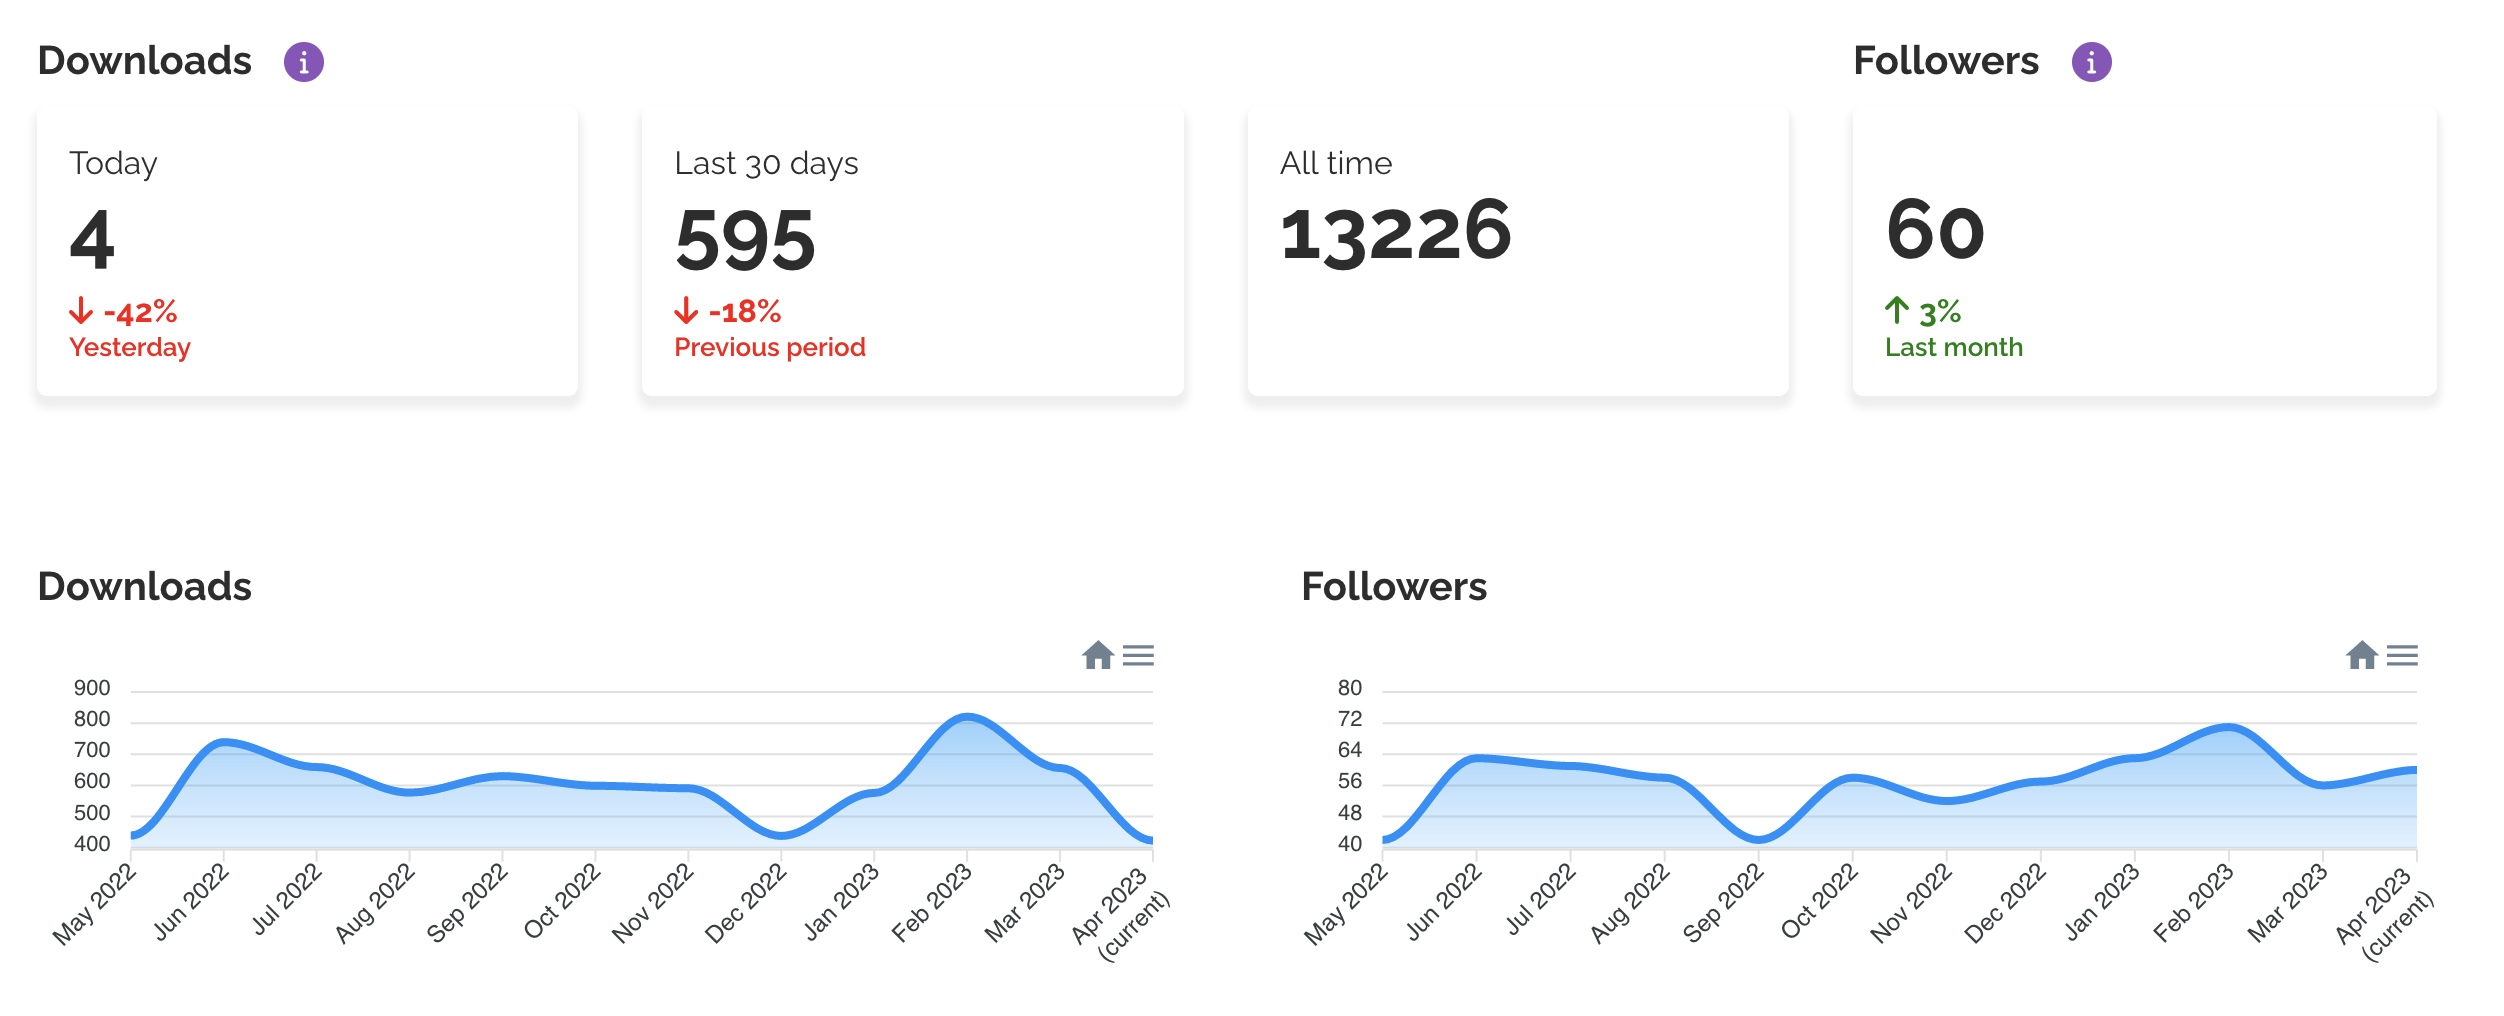 Downloads
Followers
Today
4
-42%
Yesterday
Last 30 days
595
-18%
Previous period
All time
13226
60
3%
Last month
Downloads
900
800
700
600
500
400
May 2022
Jun 2022
Jul 2022
Aug 2022
Sep 2022
Oct 2022
Nov 2022
Dec 2022
Jan 2023
Feb 2023
Mar 2023
Apr 2023
(current)
Followers
80
72
64
56
48
40
May 2022
Jun 2022
Jul 2022
Aug 2022
Sep 2022
Oct 2022
Nov 2022
Dec 2022
Jan 2023
Feb 2023
Mar 2023
Apr 2023
(current)